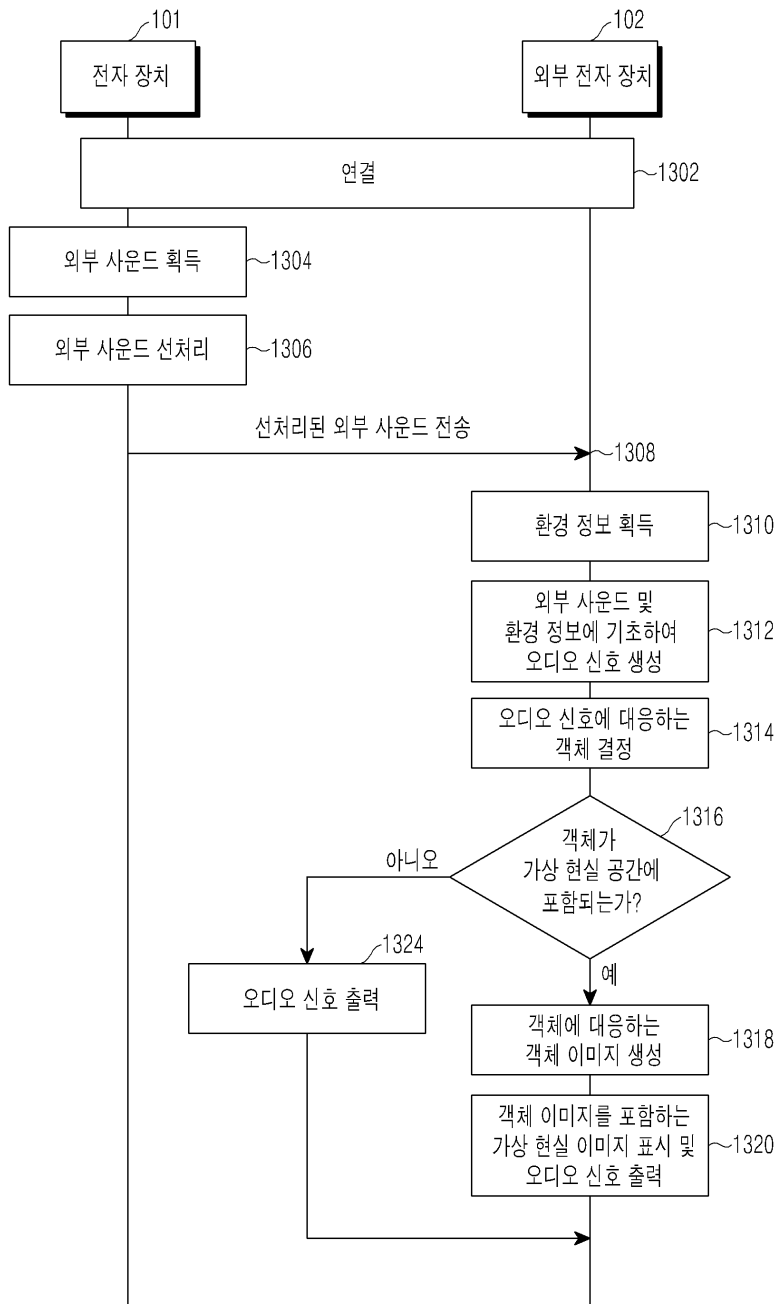 101
102
전자 장치
외부 전자 장치
연결
1302
외부 사운드 획득
1304
외부 사운드 선처리
1306
선처리된 외부 사운드 전송
1308
환경 정보 획득
1310
외부 사운드 및
환경 정보에 기초하여
오디오 신호 생성
1312
오디오 신호에 대응하는
객체 결정
1314
객체가
가상 현실 공간에
포함되는가?
1316
아니오
예
1324
오디오 신호 출력
객체에 대응하는
객체 이미지 생성
1318
객체 이미지를 포함하는
가상 현실 이미지 표시 및
오디오 신호 출력
1320